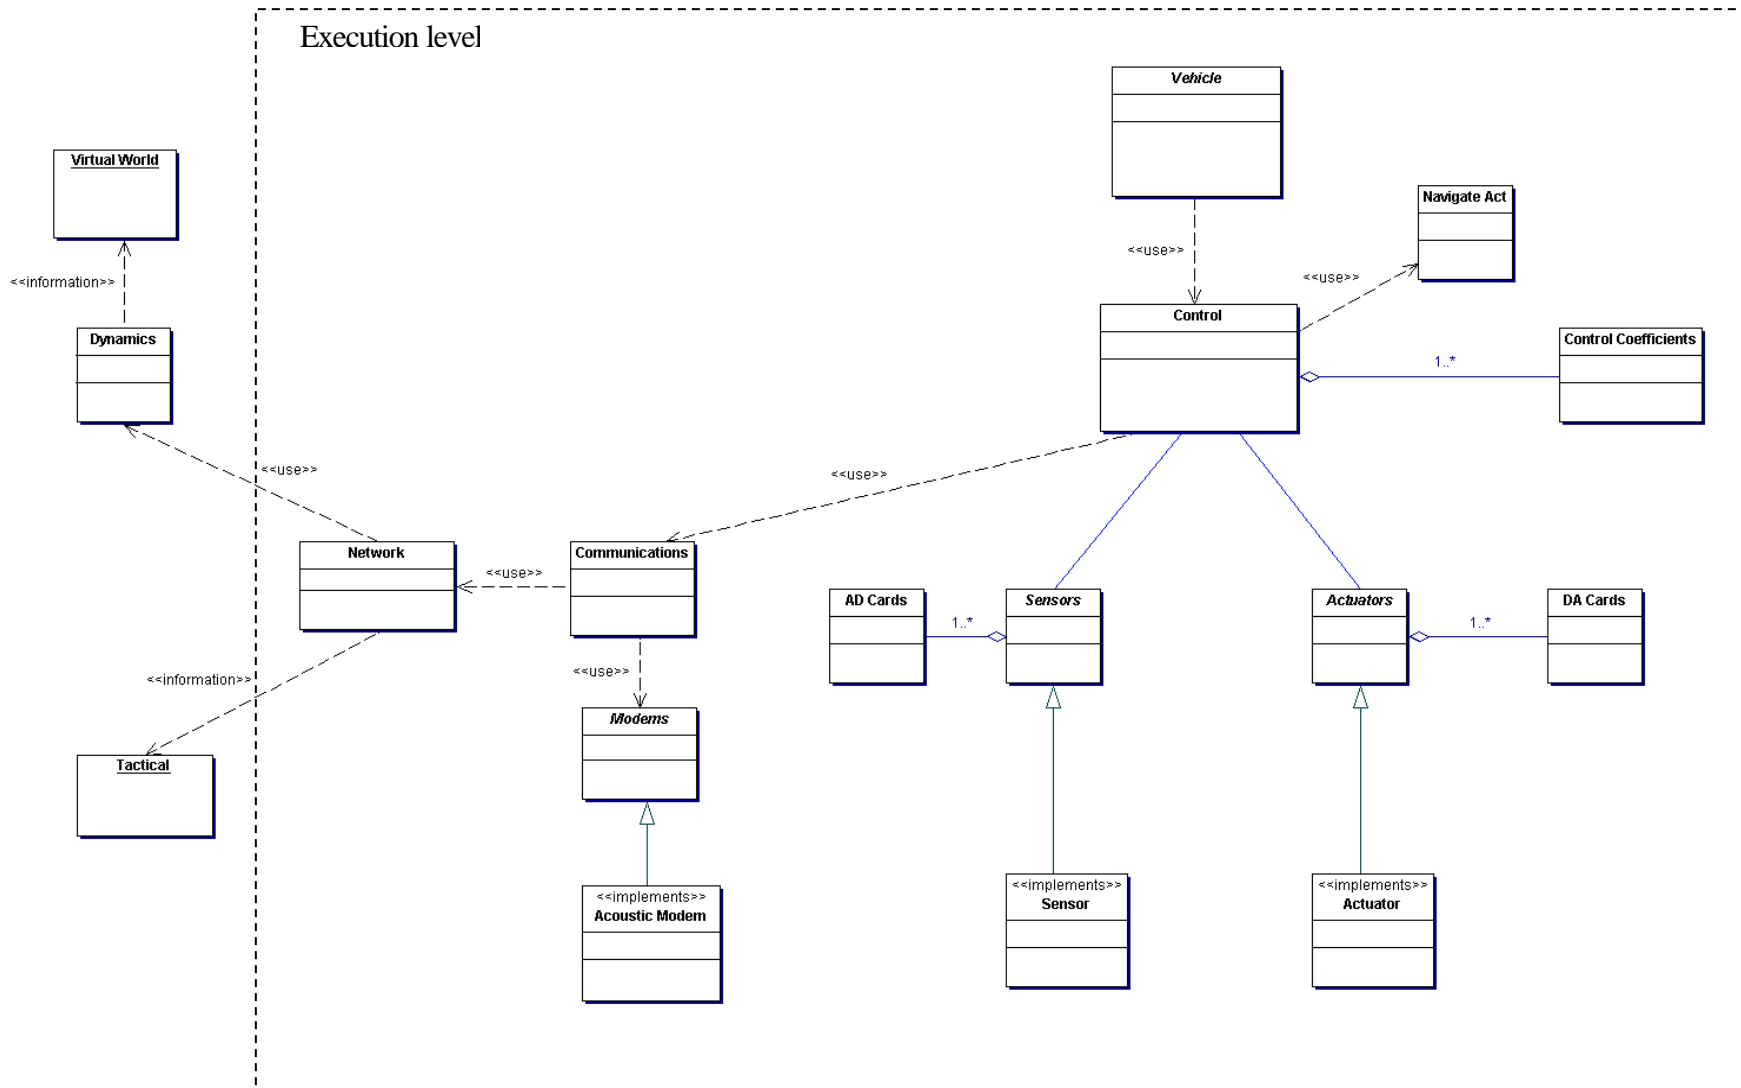 Execution level
Vehicle
Virtual World
Navigate Act
<<use>>
<<use>>
<<information>>
Control
Dynamics
Control Coefficients
1..*
<<use>>
<<use>>
Network
Communications
<<use>>
AD Cards
Sensors
Actuators
DA Cards
1..*
1..*
<<use>>
<<information>>
Modems
Tactical
<<implements>>
Acoustic Modem
<<implements>>
Sensor
<<implements>>
Actuator